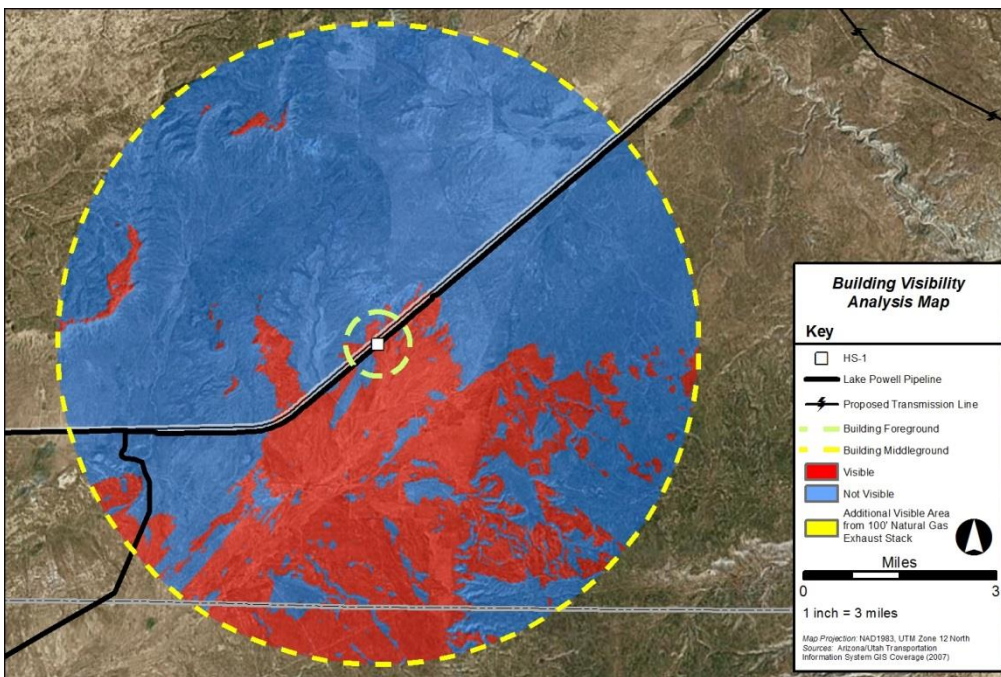 Building Visibility
Analysis Map
Key
HS-1
Lake Powell Pipeline
Proposed Transmission Line
Building Foreground
Building Middleground
Visible
Not Visible
Additional Visible Area
from 100' Natural Gas
Exhaust Stack
Miles
0 3
1 inch = 3 miles
Map Projection: NAD1983, UTM Zone 12 North
Sources: Arizona/Utah Transportation
Information System GIS Coverage (2007)